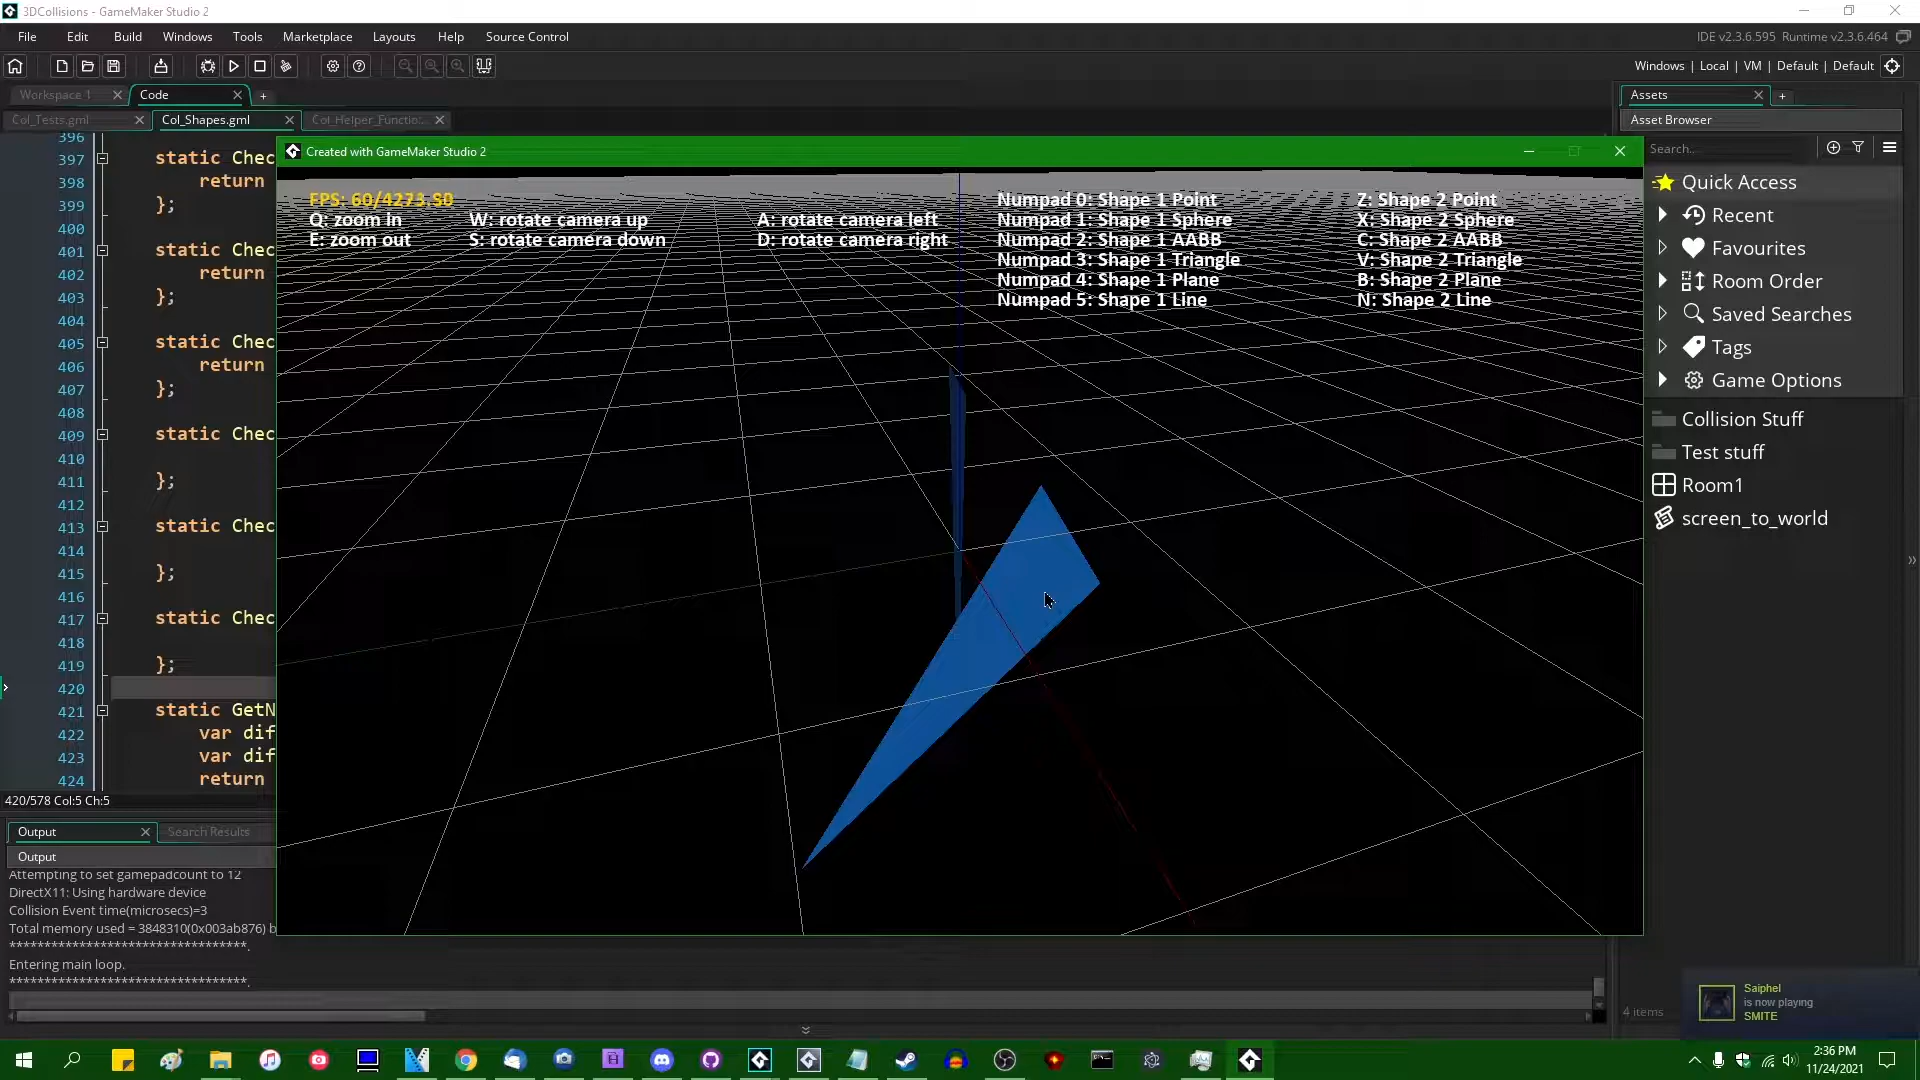 3DCollisions - GameMaker Studio 2
File Edit Build Windows Tools Marketplace Layouts Help Source Control
IDE v2.3.6.595 Runtime v2.3.6.464
Windows | Local | VM | Default | Default
Workspace 1
Code
Assets
Col_Tests.gml
Col_Shapes.gml
Col_Helper_Functio...
Asset Browser
396
397 static Chec
398 return
399 };
400
401 static Chec
402 return
403 };
404
405 static Chec
406 return
407 };
408
409 static Chec
410
411 };
412
413 static Chec
414
415 };
416
417 static Chec
418
419 };
420
421 static GetN
422 var dif
423 var dif
424 return
420/578 Col:5 Ch:5
Created with GameMaker Studio 2
FPS: 60/4273.50
Q: zoom in
E: zoom out
W: rotate camera up
S: rotate camera down
A: rotate camera left
D: rotate camera right
Numpad 0: Shape 1 Point
Numpad 1: Shape 1 Sphere
Numpad 2: Shape 1 AABB
Numpad 3: Shape 1 Triangle
Numpad 4: Shape 1 Plane
Numpad 5: Shape 1 Line
Z: Shape 2 Point
X: Shape 2 Sphere
C: Shape 2 AABB
V: Shape 2 Triangle
B: Shape 2 Plane
N: Shape 2 Line
Search..
Quick Access
Recent
Favourites
Room Order
Saved Searches
Tags
Game Options
Collision Stuff
Test stuff
Room1
screen_to_world
4 items
Output
Search Results
Output
Attempting to set gamepadcount to 12
DirectX11: Using hardware device
Collision Event time(microsecs)=3
Total memory used = 3848310(0x003ab876) b
***********************************.
Entering main loop.
***********************************.
Saiphel
is now playing
SMITE
2:36 PM
11/24/2021